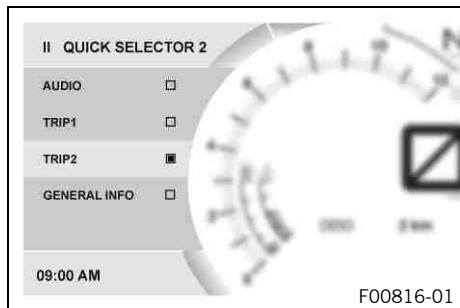 II QUICK SELECTOR 2
AUDIO
TRIP1
TRIP2
GENERAL INFO
09:00 AM
F00816-01